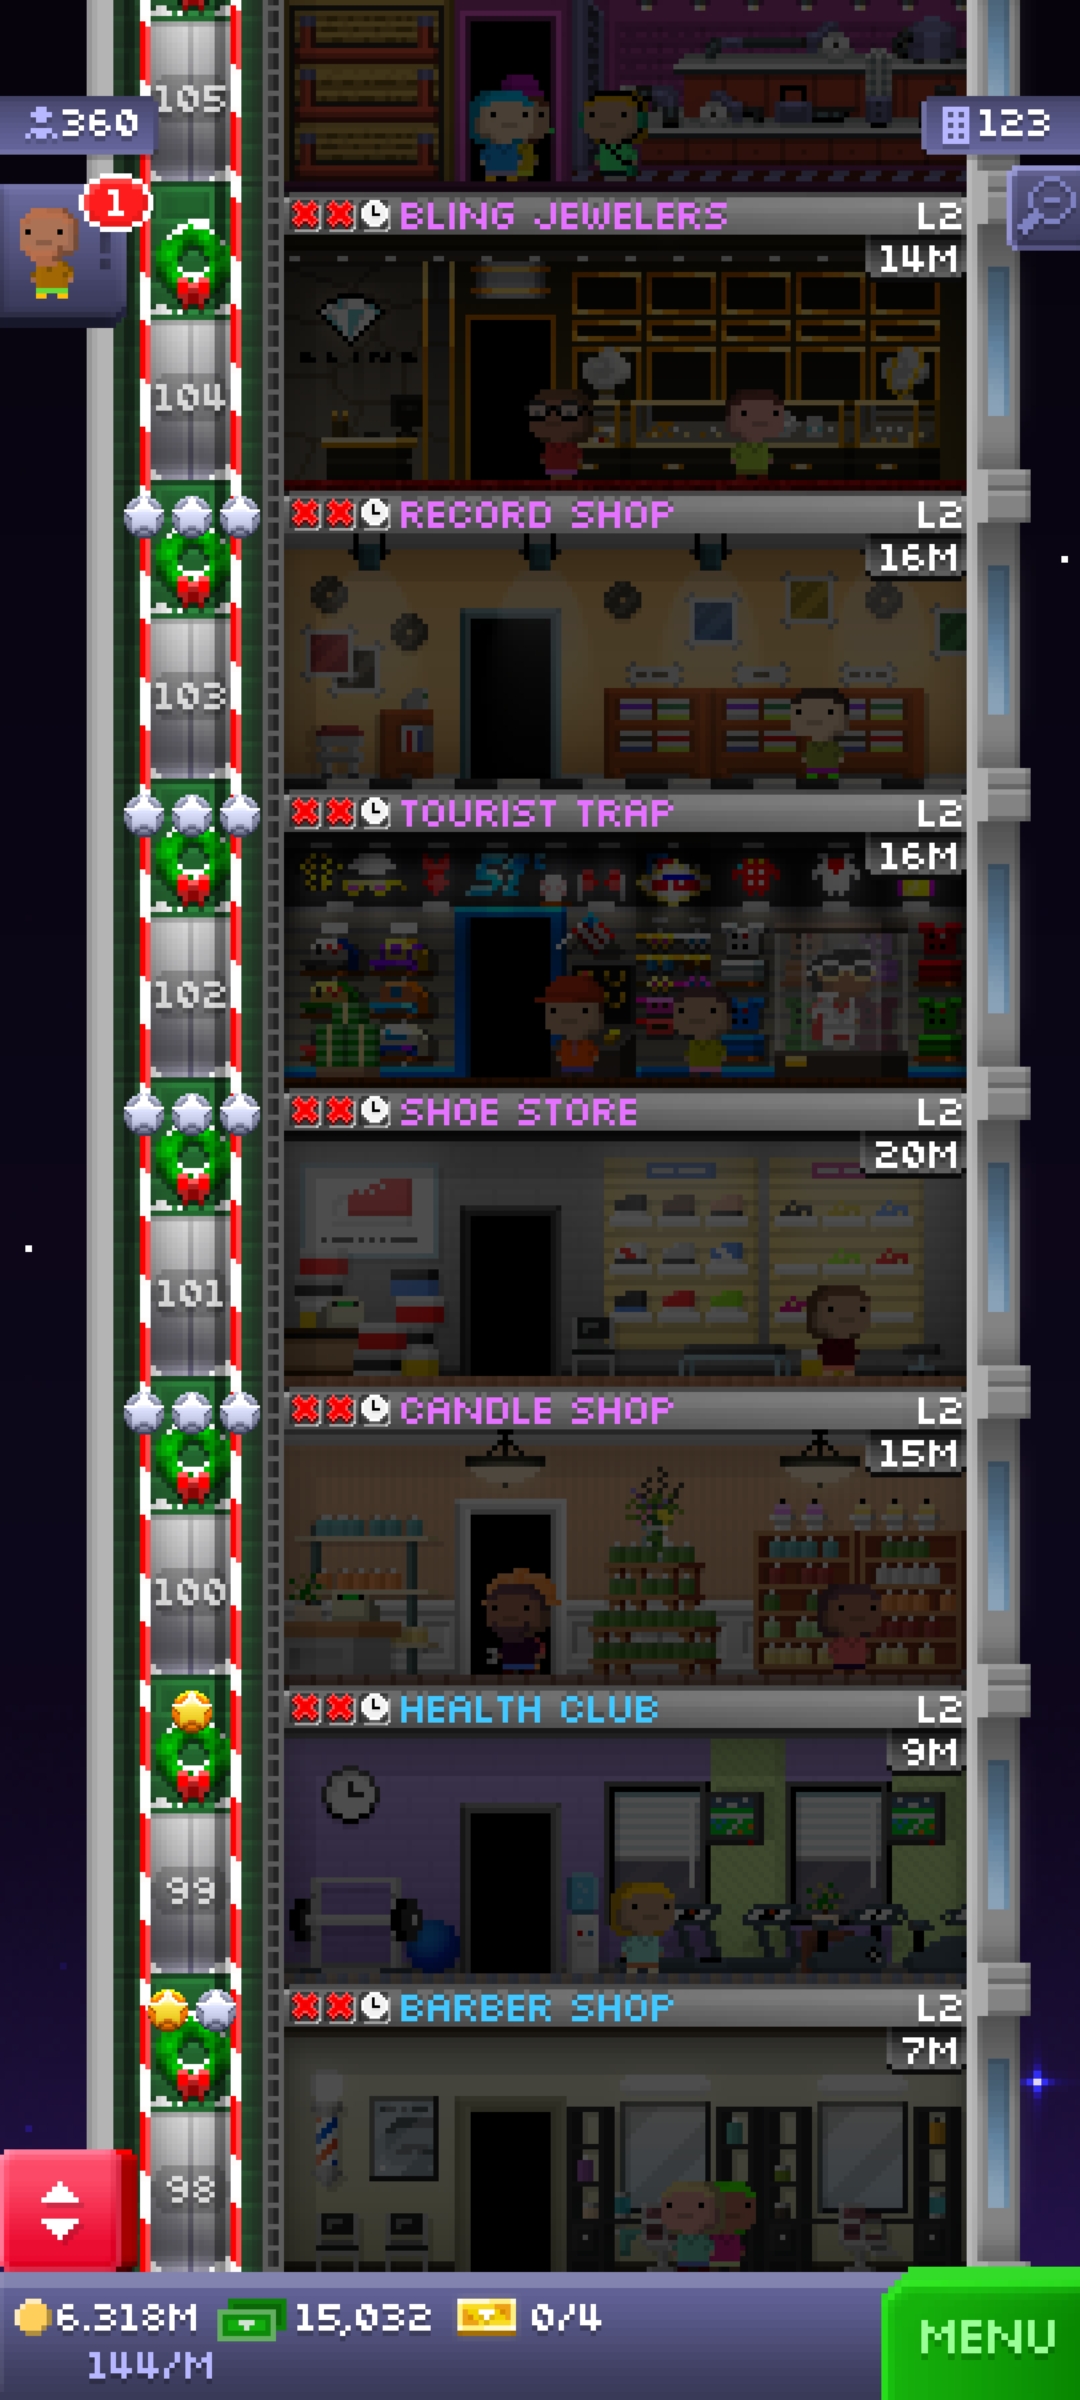 105
360
123
1
BLING JEWELERS L2
14M
BLING
104
RECORD SHOP L2
16M
103
TOURIST TRAP L2
16M
102
SHOE STORE L2
20M
101
CANDLE SHOP L2
15M
100
HEALTH CLUB L2
9M
99
BARBER SHOP L2
7M
98
6.318M 15,032 0/4
144/M
MENU